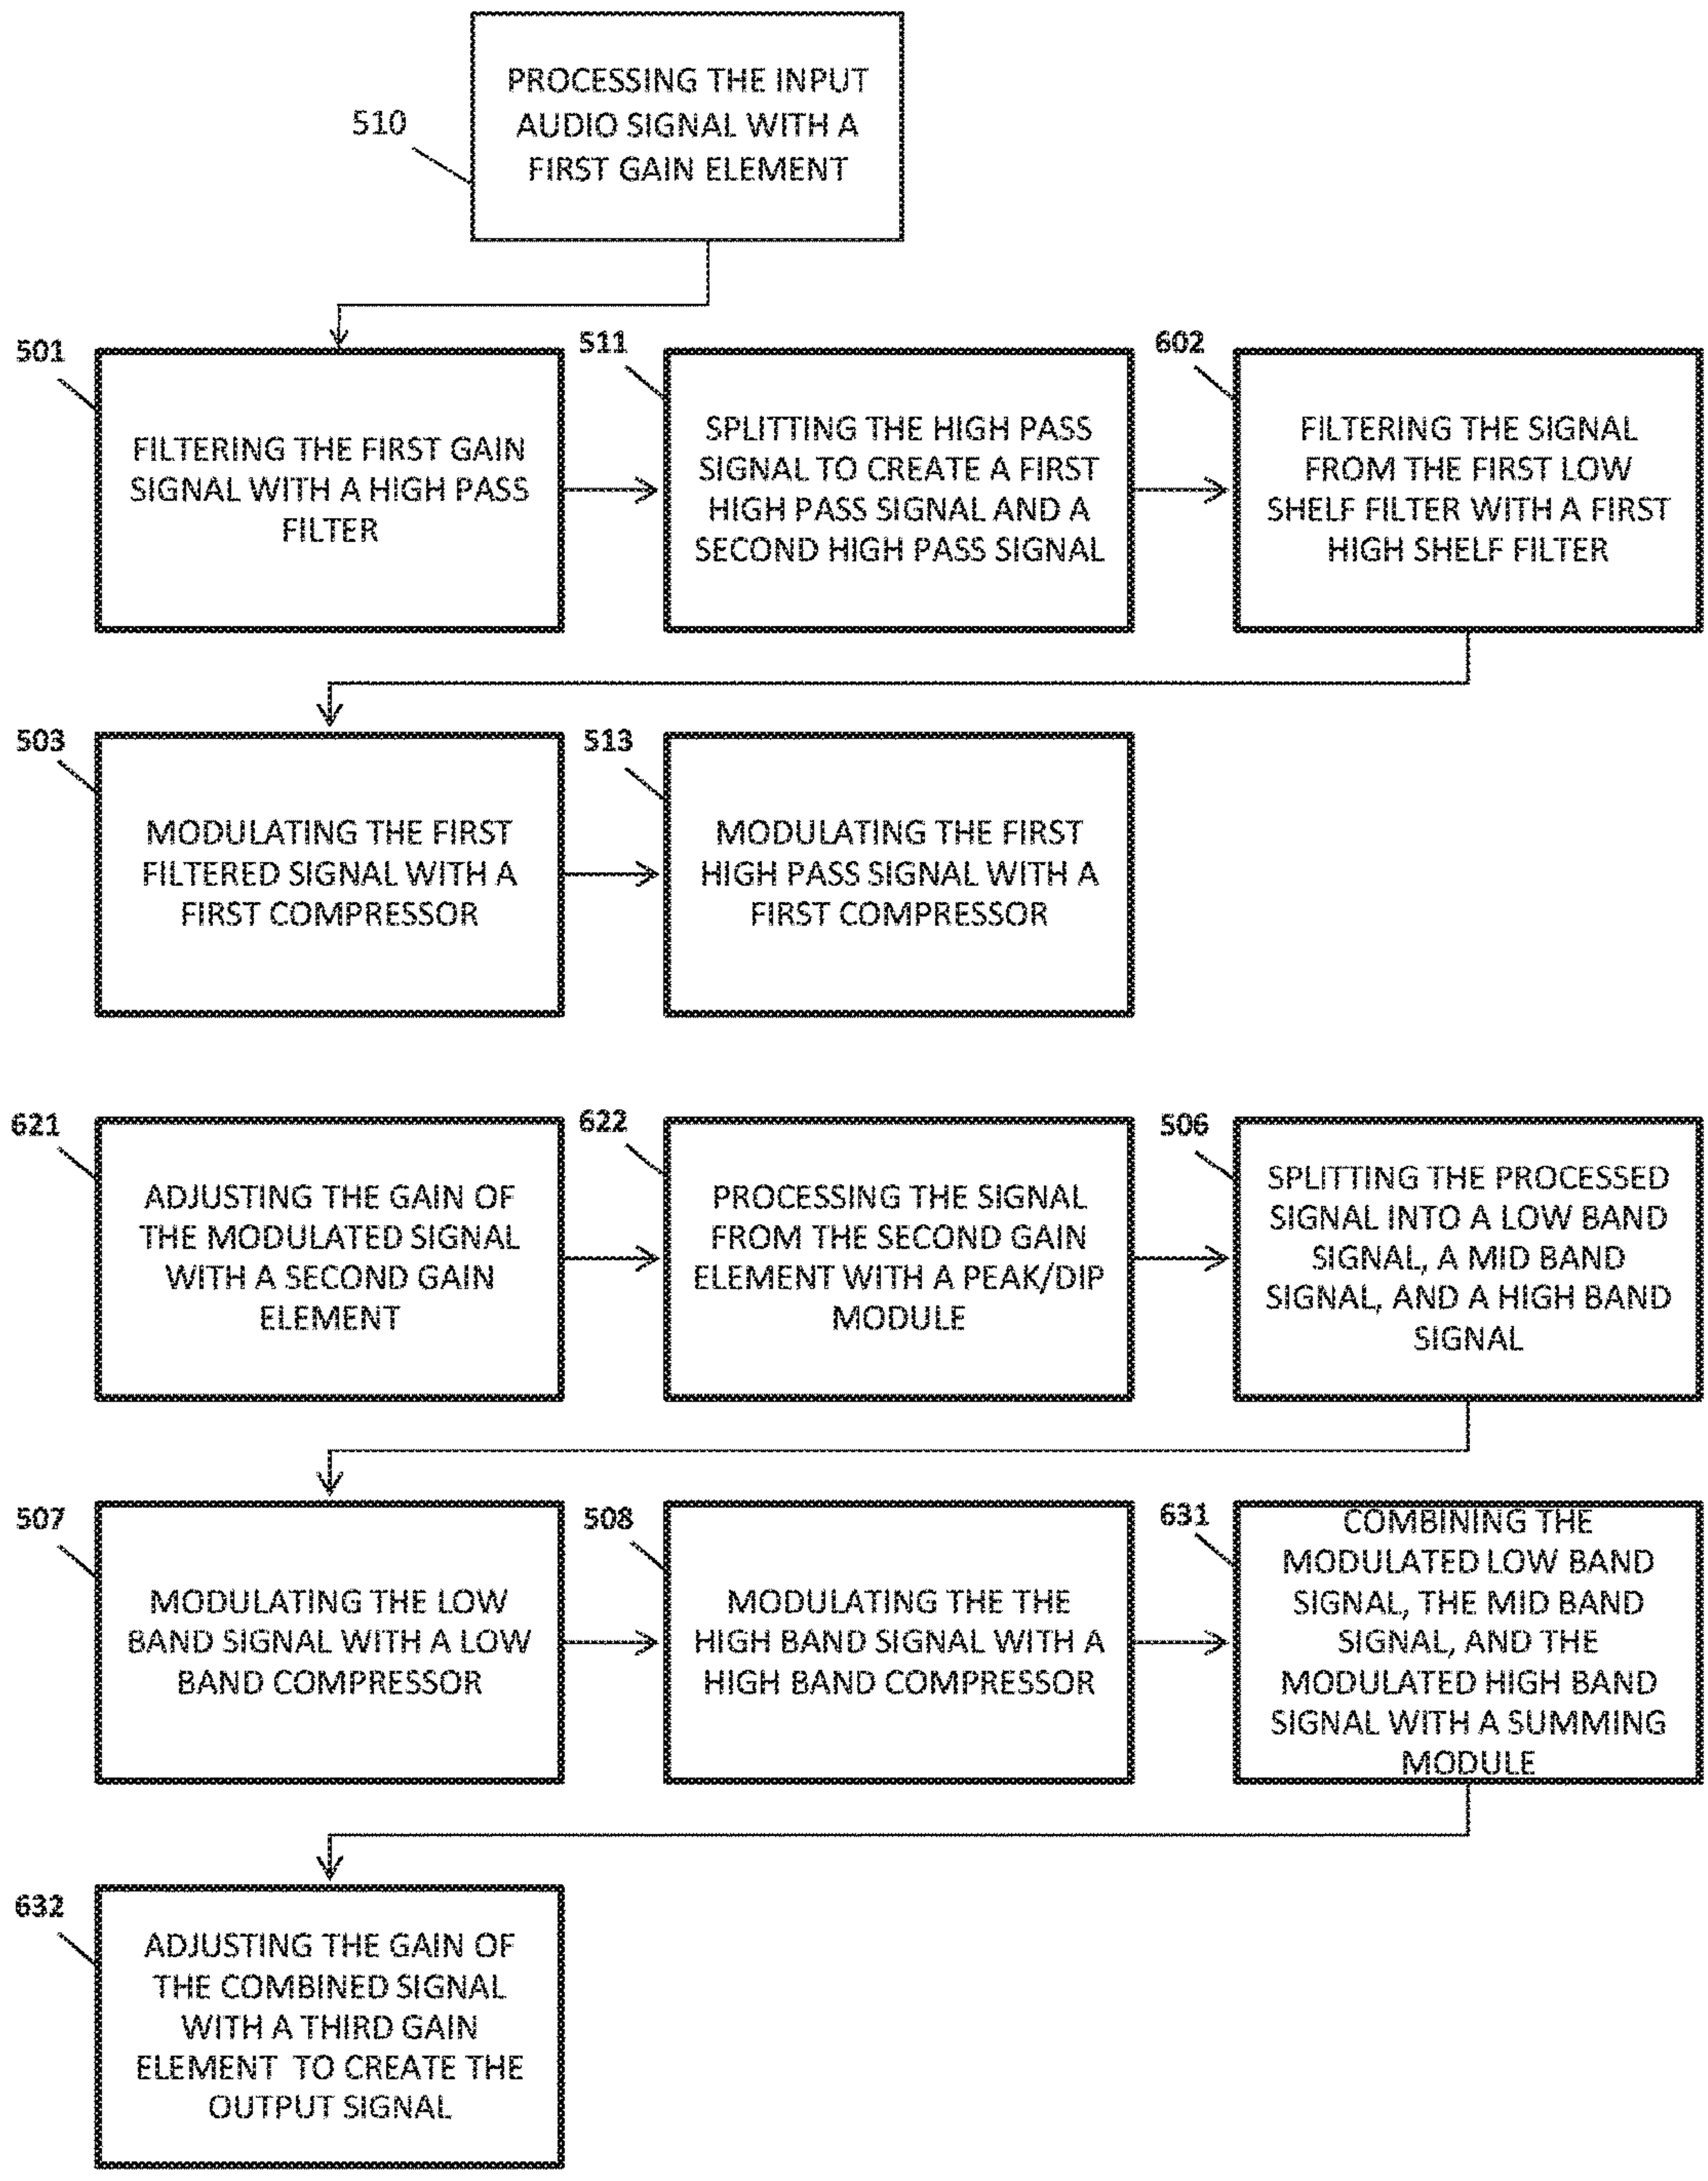 510
PROCESSING THE INPUT
AUDIO SIGNAL WITH A
FIRST GAIN ELEMENT
501
FILTERING THE FIRST GAIN
SIGNAL WITH A HIGH PASS
FILTER
511
SPLITTING THE HIGH PASS
SIGNAL TO CREATE A FIRST
HIGH PASS SIGNAL AND A
SECOND HIGH PASS SIGNAL
602
FILTERING THE SIGNAL
FROM THE FIRST LOW
SHELF FILTER WITH A FIRST
HIGH SHELF FILTER
503
MODULATING THE FIRST
FILTERED SIGNAL WITH A
FIRST COMPRESSOR
513
MODULATING THE FIRST
HIGH PASS SIGNAL WITH A
FIRST COMPRESSOR
621
ADJUSTING THE GAIN OF
THE MODULATED SIGNAL
WITH A SECOND GAIN
ELEMENT
622
PROCESSING THE SIGNAL
FROM THE SECOND GAIN
ELEMENT WITH A PEAK/DIP
MODULE
506
SPLITTING THE PROCESSED
SIGNAL INTO A LOW BAND
SIGNAL, A MID BAND
SIGNAL, AND A HIGH BAND
SIGNAL
507
MODULATING THE LOW
BAND SIGNAL WITH A LOW
BAND COMPRESSOR
508
MODULATING THE THE
HIGH BAND SIGNAL WITH A
HIGH BAND COMPRESSOR
631
COMBINING THE
MODULATED LOW BAND
SIGNAL, THE MID BAND
SIGNAL, AND THE
MODULATED HIGH BAND
SIGNAL WITH A SUMMING
MODULE
632
ADJUSTING THE GAIN OF
THE COMBINED SIGNAL
WITH A THIRD GAIN
ELEMENT TO CREATE THE
OUTPUT SIGNAL